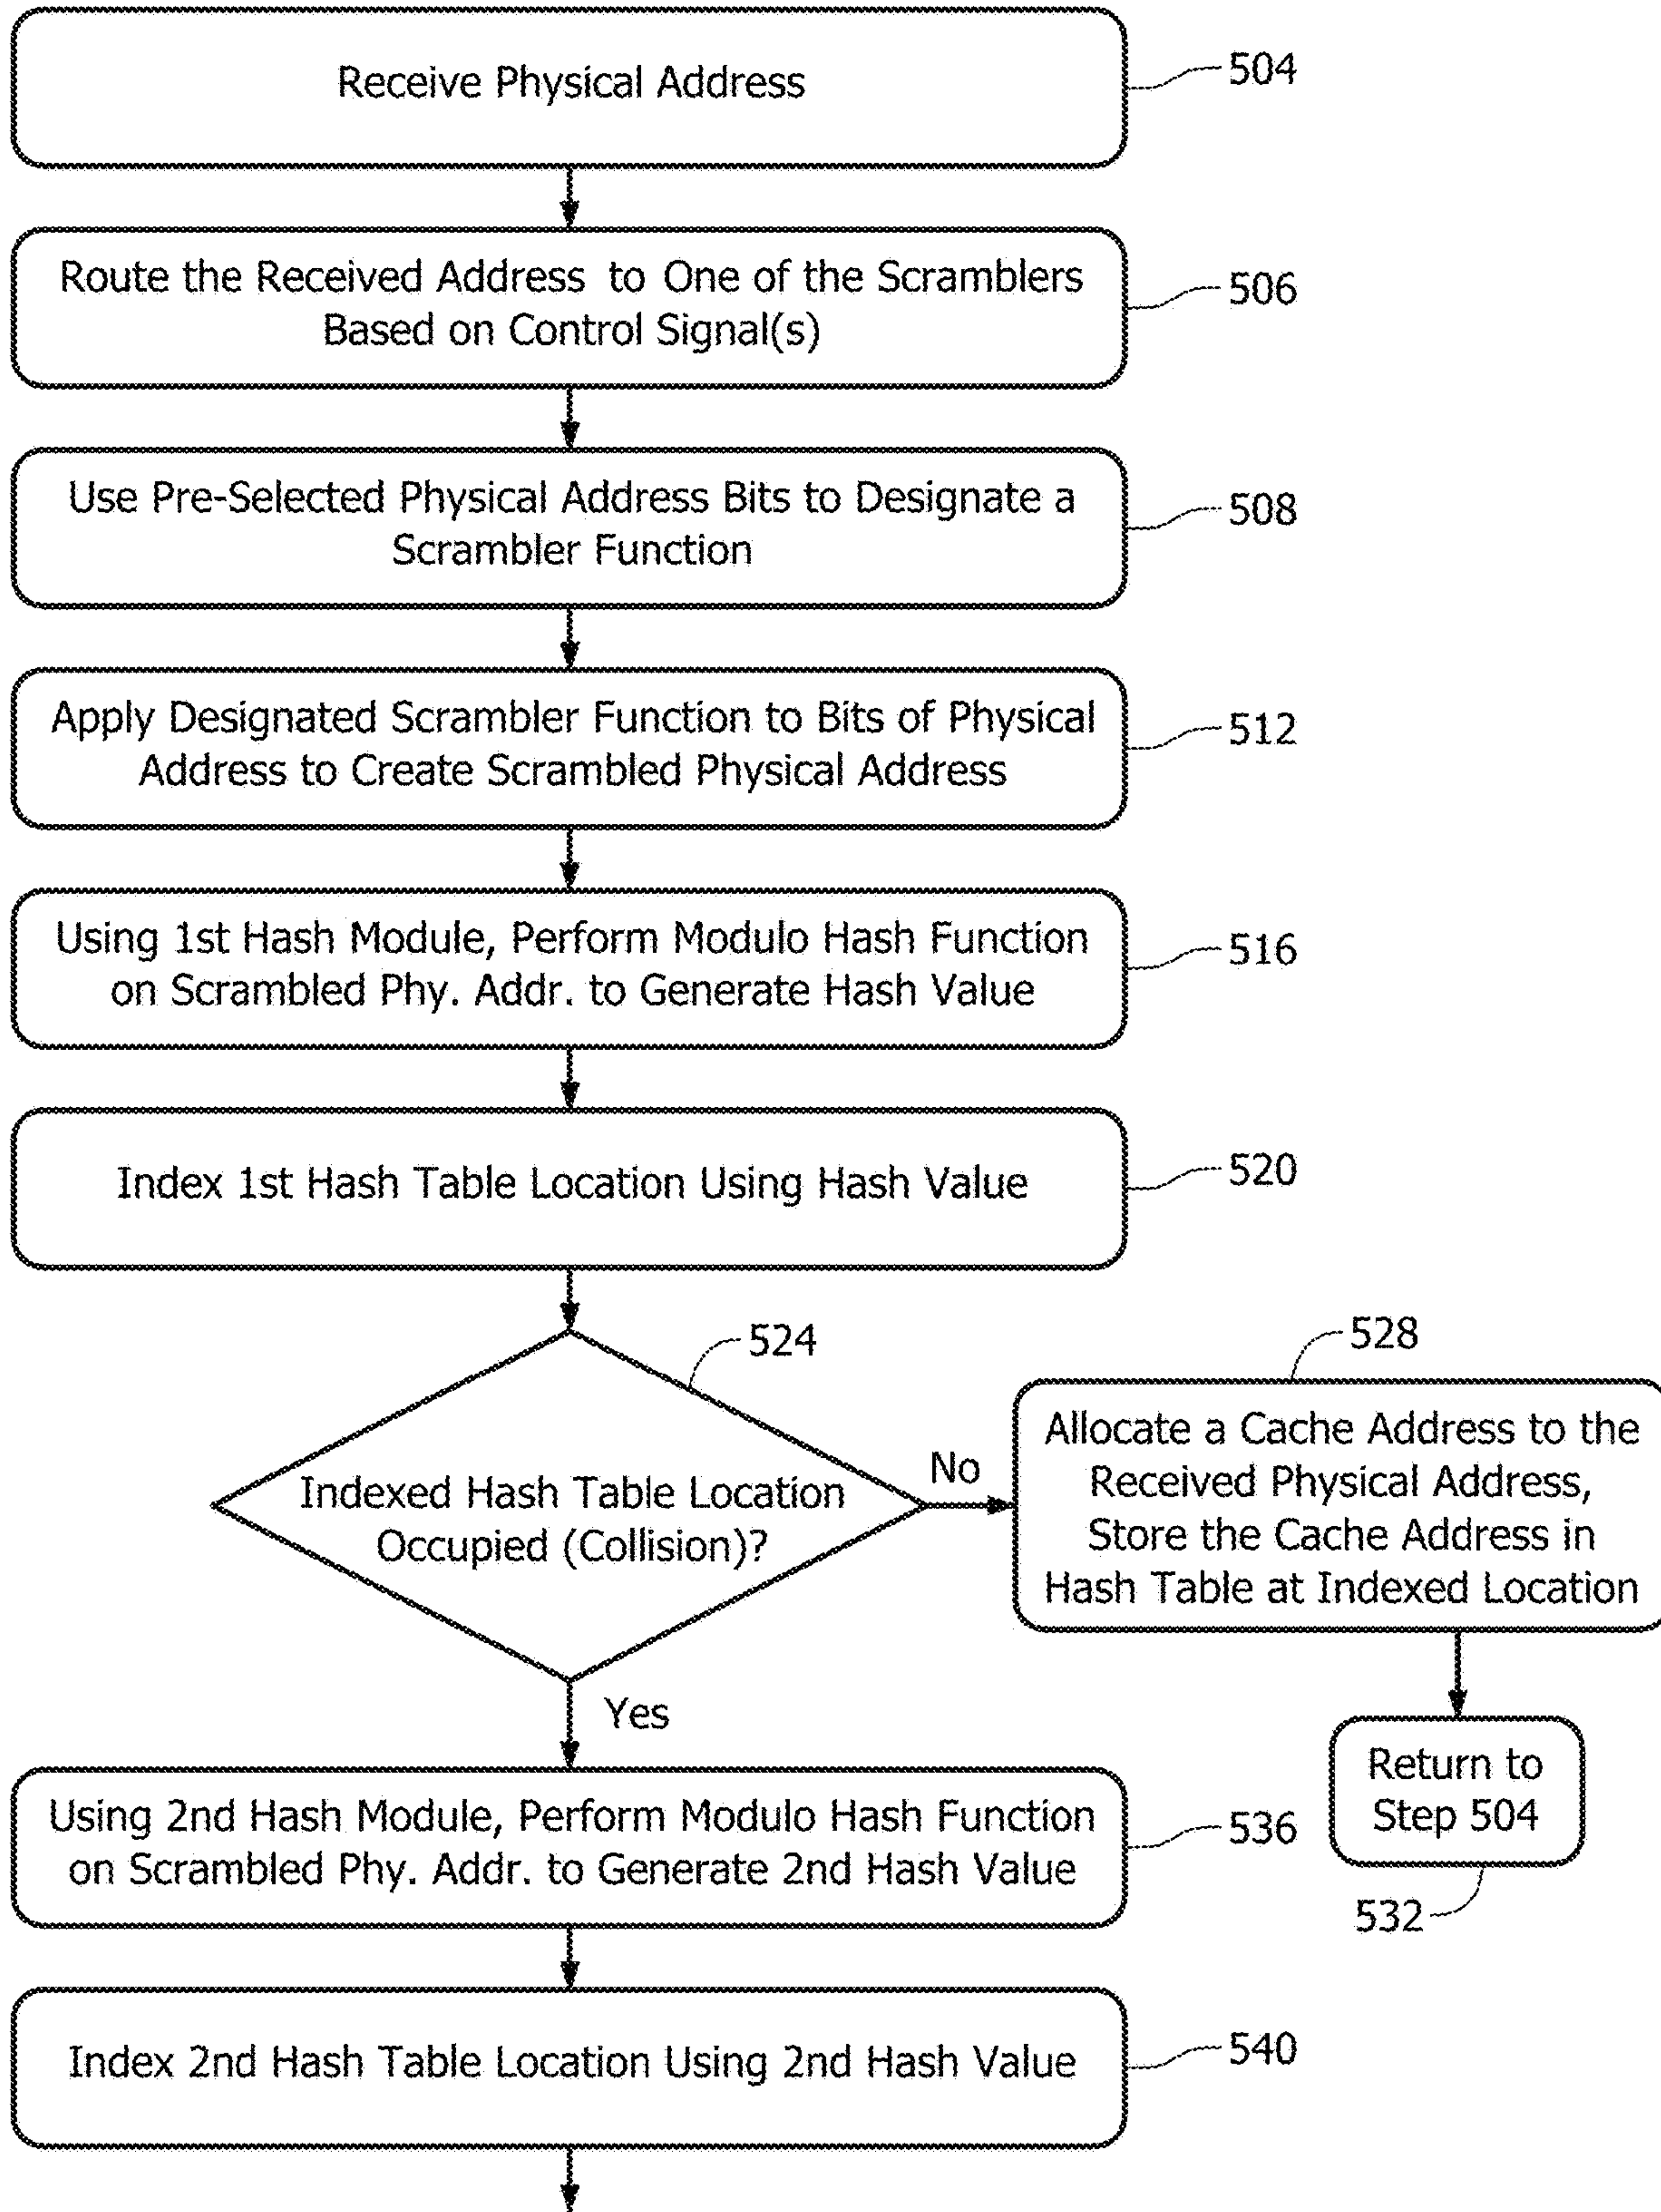 Receive Physical Address
504
Route the Received Address to One of the Scramblers
Based on Control Signal(s)
506
Use Pre-Selected Physical Address Bits to Designate a
Scrambler Function
508
Apply Designated Scrambler Function to Bits of Physical
Address to Create Scrambled Physical Address
512
Using 1st Hash Module, Perform Modulo Hash Function
on Scrambled Phy. Addr. to Generate Hash Value
516
Index 1st Hash Table Location Using Hash Value
520
524
Indexed Hash Table Location
Occupied (Collision)?
No
528
Allocate a Cache Address to the
Received Physical Address,
Store the Cache Address in
Hash Table at Indexed Location
Yes
Return to
Step 504
532
Using 2nd Hash Module, Perform Modulo Hash Function
on Scrambled Phy. Addr. to Generate 2nd Hash Value
536
Index 2nd Hash Table Location Using 2nd Hash Value
540